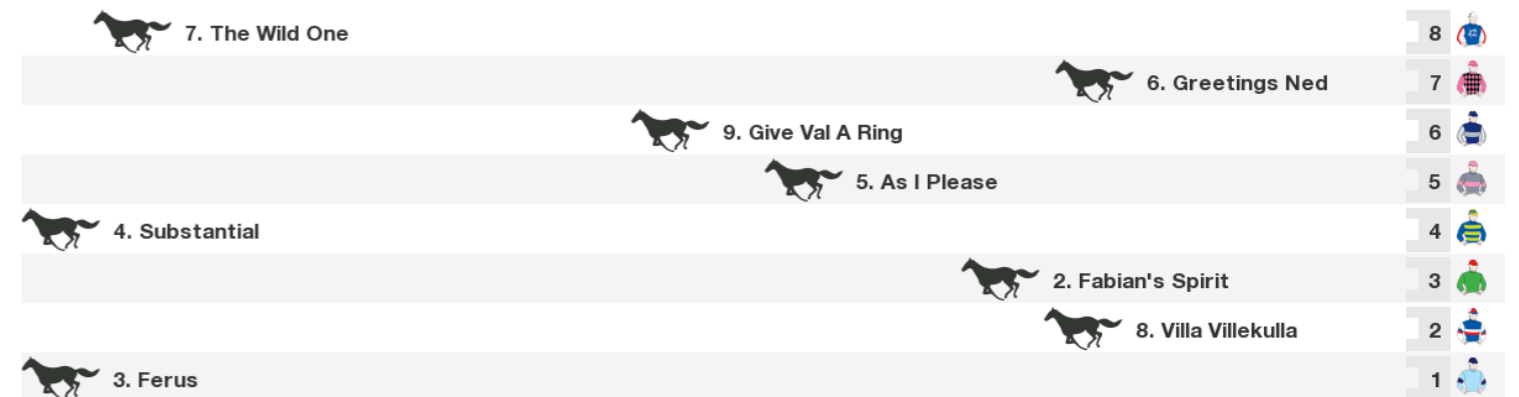 7. The Wild One 8
6. Greetings Ned 7
9. Give Val A Ring 6
5. As I Please 5
4. Substantial 4
2. Fabian's Spirit 3
8. Villa Villekulla 2
3. Ferus 1